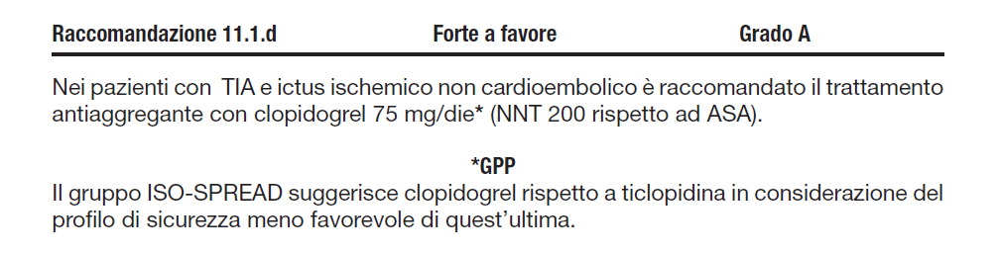 Raccomandazione 11.1.d Forte a favore Grado A
Nei pazienti con TIA e ictus ischemico non cardioembolico è raccomandato il trattamento
antiaggregante con clopidogrel 75 mg/die* (NNT 200 rispetto ad ASA).
*GPP
Il gruppo ISO-SPREAD suggerisce clopidogrel rispetto a ticlopidina in considerazione del
profilo di sicurezza meno favorevole di quest’ultima.